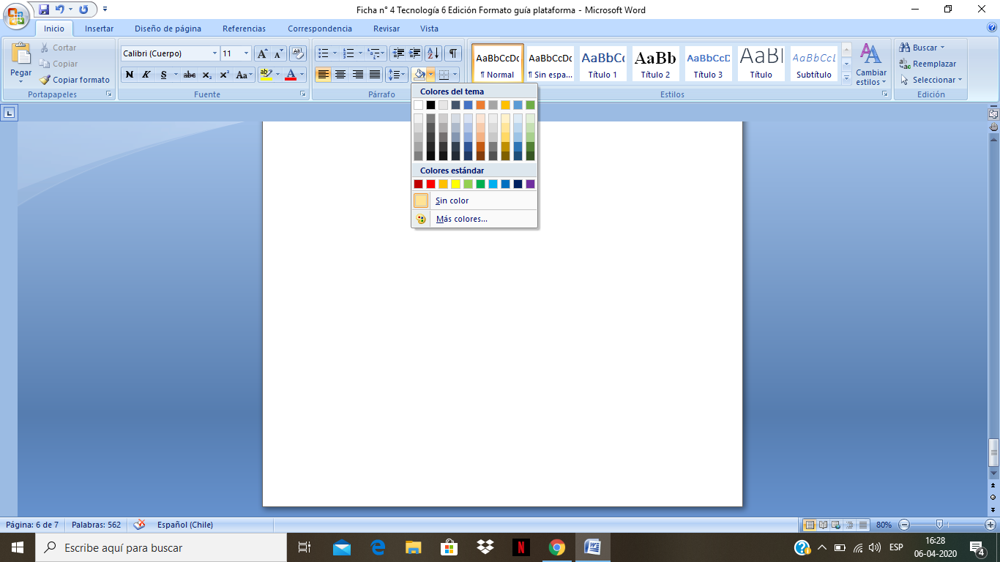 Ficha n° 4 Tecnología 6 Edición Formato guía plataforma - Microsoft Word
Inicio Insertar Diseño de página Referencias Correspondencia Revisar Vista
Pegar
Cortar
Copiar
Copiar formato
Portapapeles
Calibri (Cuerpo) 11
N K S abc x₂ x² Aa ab A
Fuente
Párrafo
AaBbCcDc AaBbCcDc AaBbCc AaBb AaBbCcD AaBb AaBbCcL
¶ Normal ¶ Sin espa... Título 1 Título 2 Título 3 Título Subtítulo
Cambiar estilos
Estilos
Buscar
Reemplazar
Seleccionar
Edición
Colores del tema
Colores estándar
Sin color
Más colores...
Página: 6 de 7 Palabras: 562 Español (Chile) 80%
Escribe aquí para buscar
ESP
16:28
06-04-2020
4